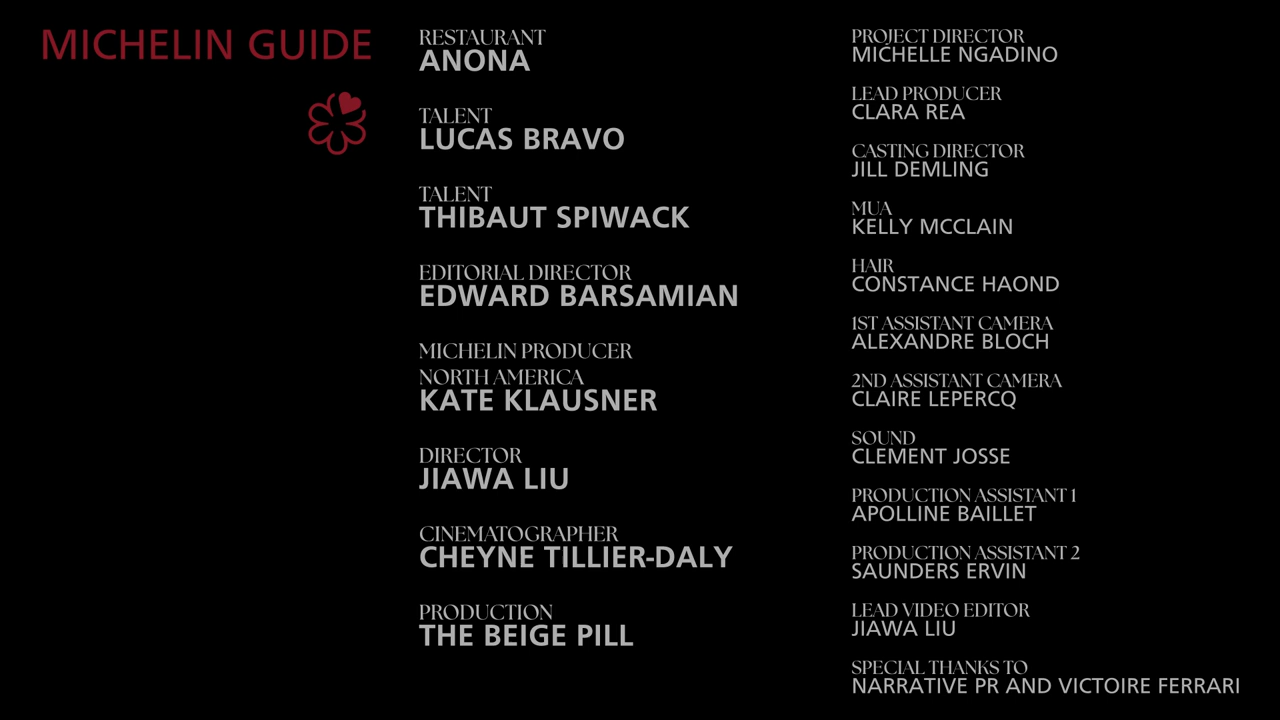 MICHELIN GUIDE
RESTAURANT
ANONA
TALENT
LUCAS BRAVO
TALENT
THIBAUT SPIWACK
EDITORIAL DIRECTOR
EDWARD BARSAMIAN
MICHELIN PRODUCER
NORTH AMERICA
KATE KLAUSNER
DIRECTOR
JIAWA LIU
CINEMATOGRAPHER
CHEYNE TILLIER-DALY
PRODUCTION
THE BEIGE PILL
PROJECT DIRECTOR
MICHELLE NGADINO
LEAD PRODUCER
CLARA REA
CASTING DIRECTOR
JILL DEMLING
MUA
KELLY MCCLAIN
HAIR
CONSTANCE HAOND
1ST ASSISTANT CAMERA
ALEXANDRE BLOCH
2ND ASSISTANT CAMERA
CLAIRE LEPERCQ
SOUND
CLEMENT JOSSE
PRODUCTION ASSISTANT 1
APOLLINE BAILLET
PRODUCTION ASSISTANT 2
SAUNDERS ERVIN
LEAD VIDEO EDITOR
JIAWA LIU
SPECIAL THANKS TO
NARRATIVE PR AND VICTOIRE FERRARI